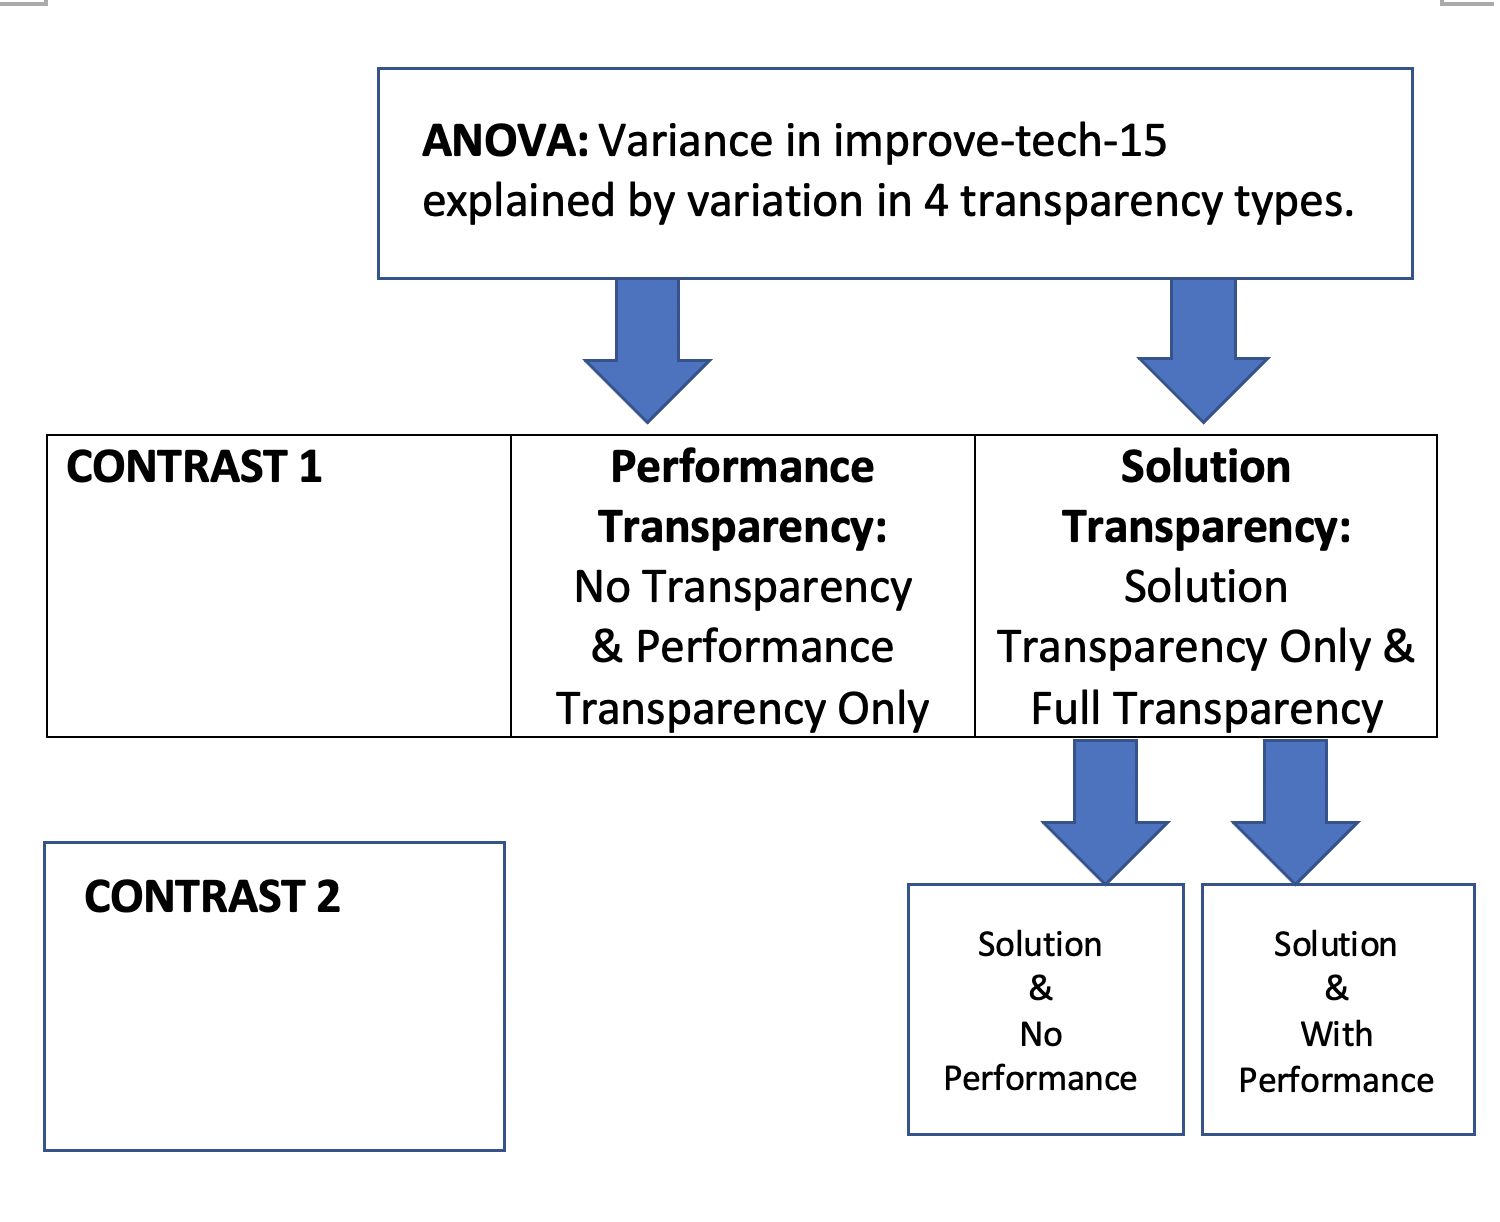 ANOVA: Variance in improve-tech-15
explained by variation in 4 transparency types.
CONTRAST 1
Performance
Transparency:
No Transparency
& Performance
Transparency Only
Solution
Transparency:
Solution
Transparency Only &
Full Transparency
CONTRAST 2
Solution
&
No
Performance
Solution
&
With
Performance